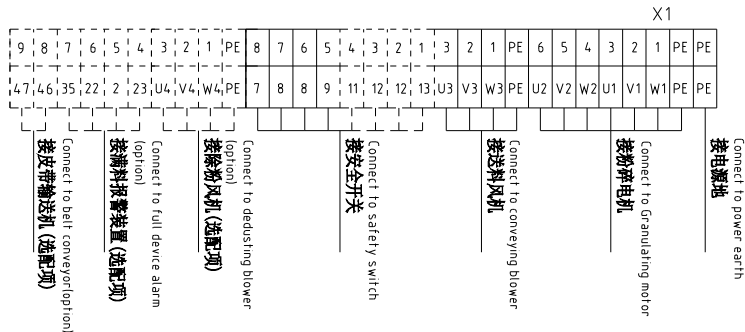 X1
9 8 7 6 5 4 3 2 1 PE 8 7 6 5 4 3 2 1 3 2 1 PE 6 5 4 3 2 1 PE PE
47 46 35 22 2 23 U4 V4 W4 PE 7 8 8 9 11 12 12 13 U3 V3 W3 PE U2 V2 W2 U1 V1 W1 PE PE
Connect to power earth
接电源地
Connect to Granulating motor
接粉碎电机
Connect to conveying blower
接送料风机
Connect to safety switch
接安全开关
Connect to dedusting blower
(option)
接除粉风机(选配项)
Connect to full device alarm
(option)
接满料报警装置(选配项)
Connect to belt conveyor(option)
接皮带输送机(选配项)